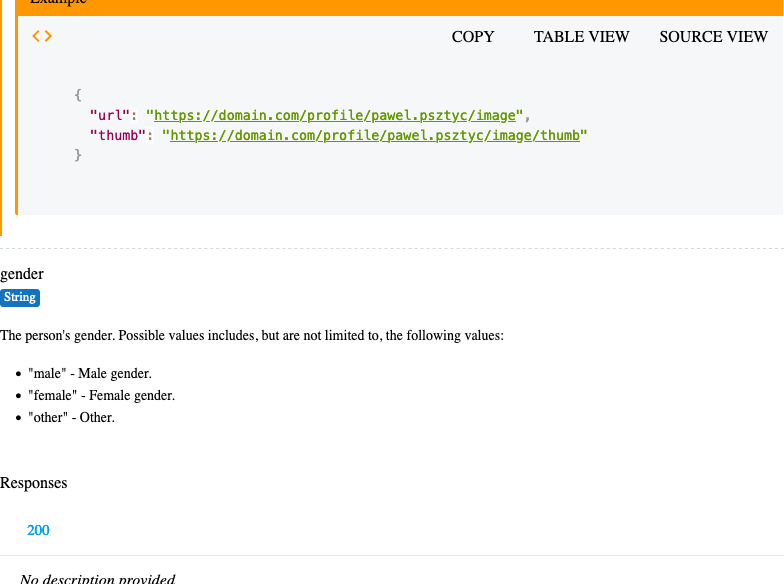 Example
<> COPY TABLE VIEW SOURCE VIEW
{
"url": "https://domain.com/profile/pawel.psztyc/image",
"thumb": "https://domain.com/profile/pawel.psztyc/image/thumb"
}
gender
String
The person's gender. Possible values includes, but are not limited to, the following values:
• "male" - Male gender.
• "female" - Female gender.
• "other" - Other.
Responses
200
No description provided